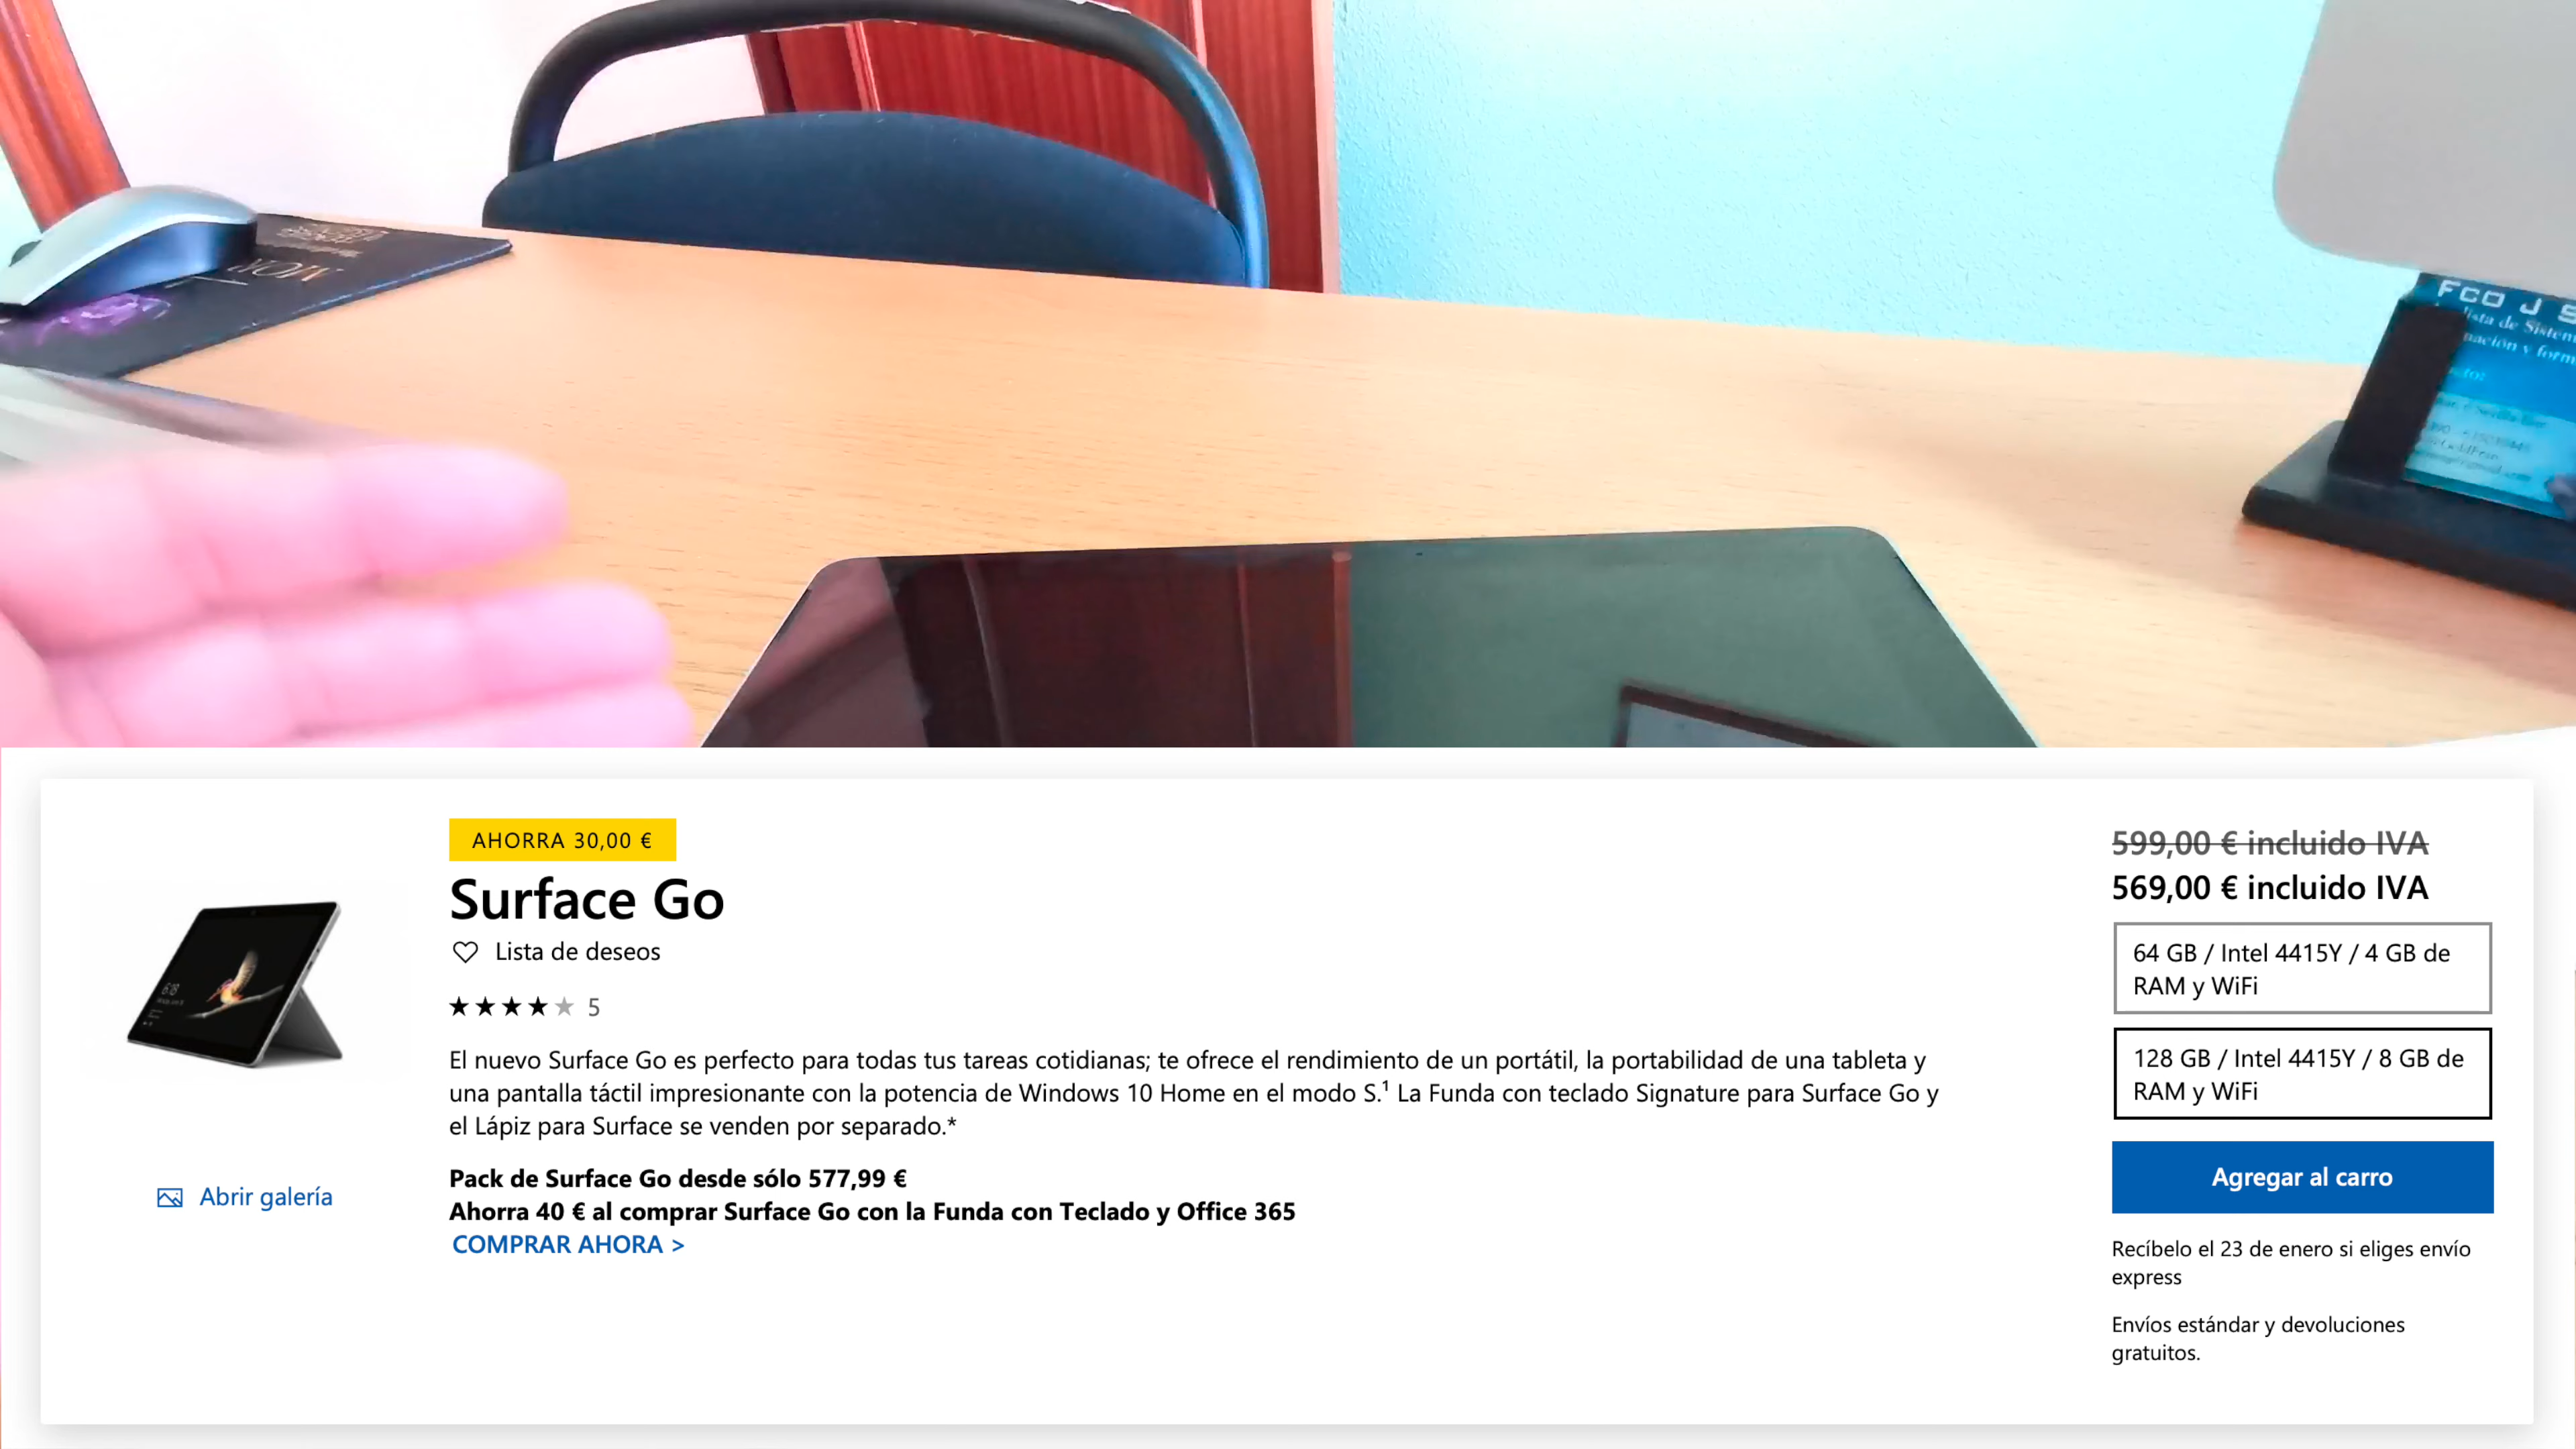 FCO J S
lista de Sistem
nación y form
AHORRA 30,00 €
Surface Go
Lista de deseos
★★★★★ 5
El nuevo Surface Go es perfecto para todas tus tareas cotidianas; te ofrece el rendimiento de un portátil, la portabilidad de una tableta y
una pantalla táctil impresionante con la potencia de Windows 10 Home en el modo S.¹ La Funda con teclado Signature para Surface Go y
el Lápiz para Surface se venden por separado.*
Pack de Surface Go desde sólo 577,99 €
Ahorra 40 € al comprar Surface Go con la Funda con Teclado y Office 365
COMPRAR AHORA >
Abrir galería
599,00 € incluido IVA
569,00 € incluido IVA
64 GB / Intel 4415Y / 4 GB de
RAM y WiFi
128 GB / Intel 4415Y / 8 GB de
RAM y WiFi
Agregar al carro
Recíbelo el 23 de enero si eliges envío
express
Envíos estándar y devoluciones
gratuitos.